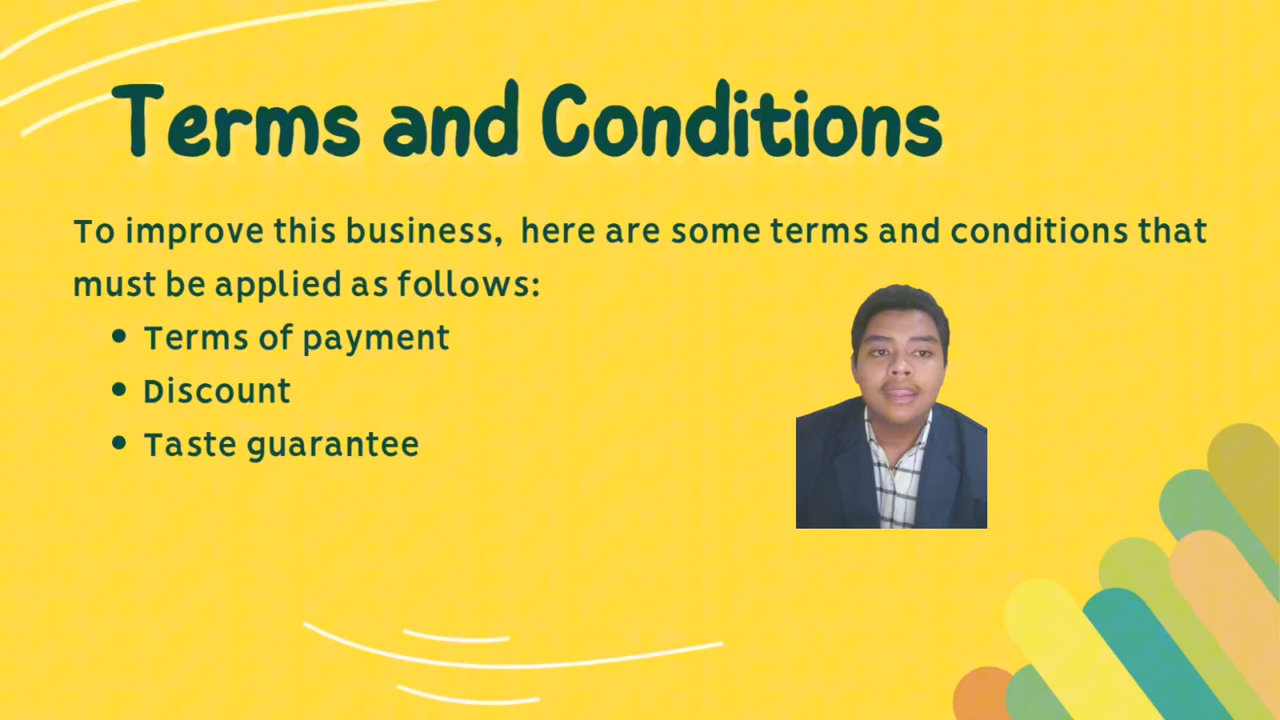 Terms and Conditions
To improve this business, here are some terms and conditions that
must be applied as follows:
• Terms of payment
• Discount
• Taste guarantee